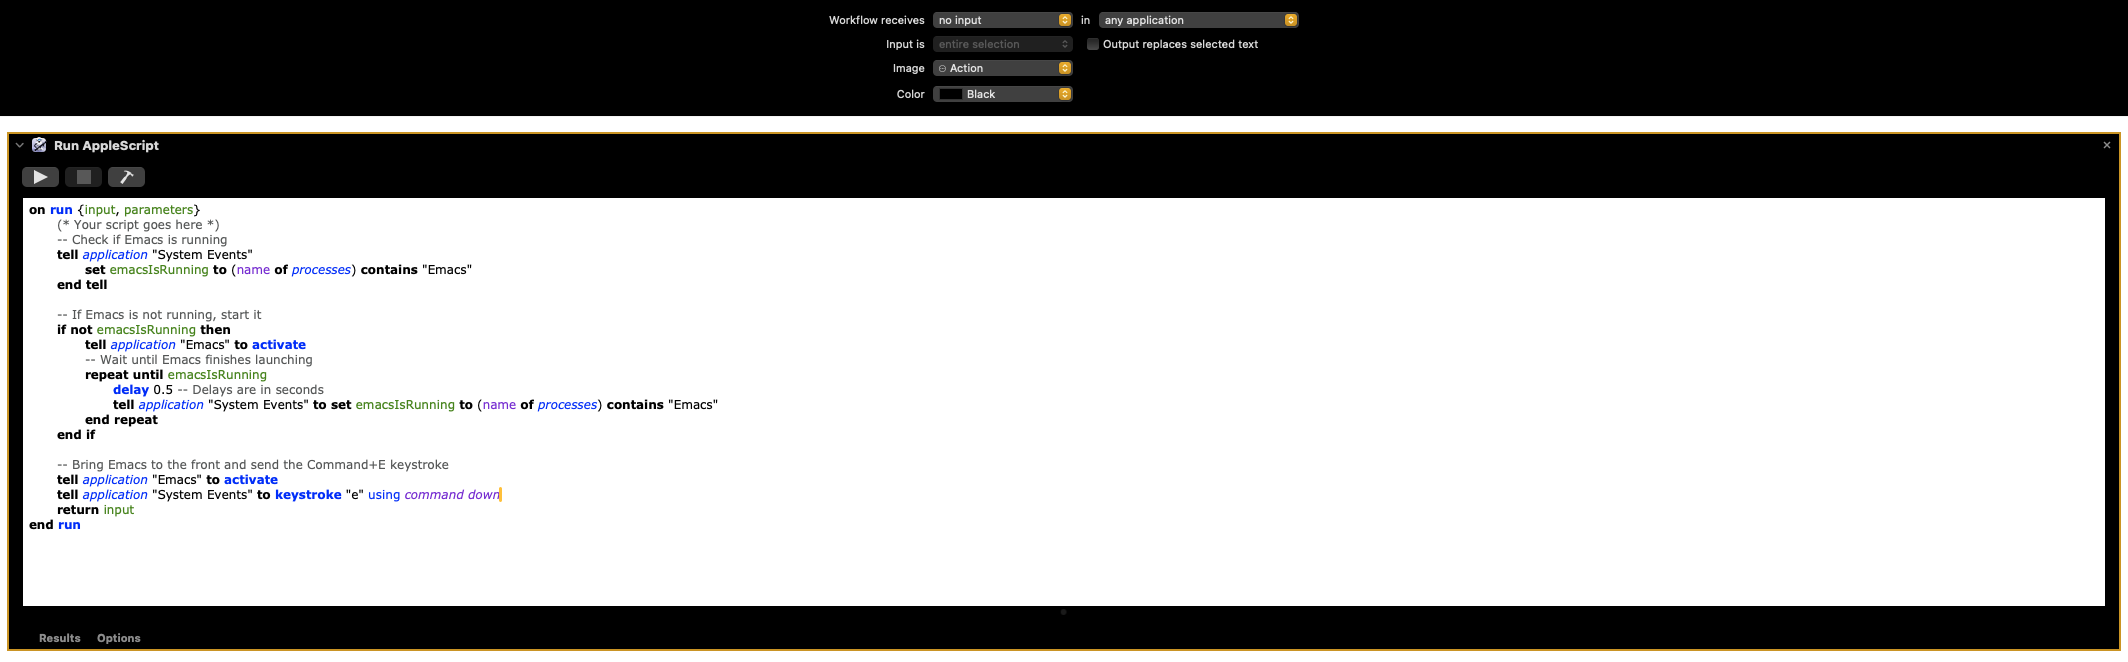 Workflow receives no input in any application
Input is entire selection Output replaces selected text
Image Action
Color Black
Run AppleScript
on run {input, parameters}
(* Your script goes here *)
-- Check if Emacs is running
tell application "System Events"
set emacsIsRunning to (name of processes) contains "Emacs"
end tell
-- If Emacs is not running, start it
if not emacsIsRunning then
tell application "Emacs" to activate
-- Wait until Emacs finishes launching
repeat until emacsIsRunning
delay 0.5 -- Delays are in seconds
tell application "System Events" to set emacsIsRunning to (name of processes) contains "Emacs"
end repeat
end if
-- Bring Emacs to the front and send the Command+E keystroke
tell application "Emacs" to activate
tell application "System Events" to keystroke "e" using command down
return input
end run
Results Options